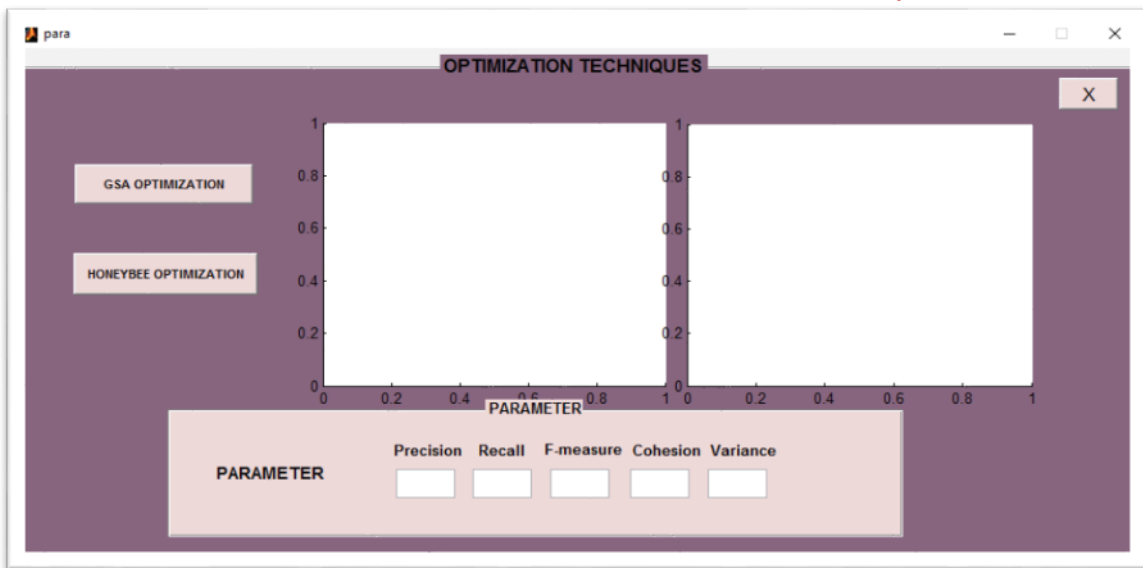 para
OPTIMIZATION TECHNIQUES
X
GSA OPTIMIZATION
HONEYBEE OPTIMIZATION
1
0.8
0.6
0.4
0.2
0
0 0.2 0.4 0.6 0.8 1
1
0.8
0.6
0.4
0.2
0
0 0.2 0.4 0.6 0.8 1
PARAMETER
Precision Recall F-measure Cohesion Variance
PARAMETER